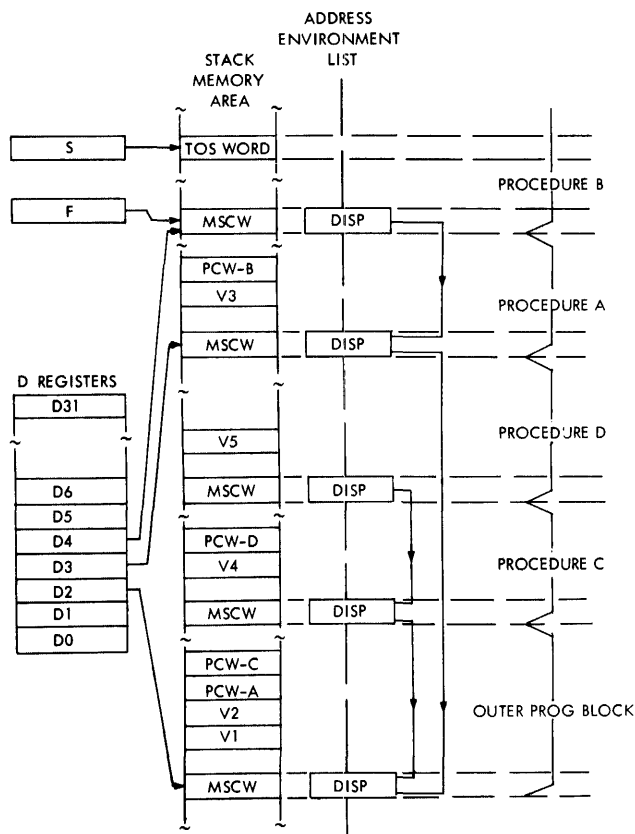 ADDRESS
ENVIRONMENT
LIST
STACK
MEMORY
AREA
S
TOS WORD
PROCEDURE B
F
MSCW
DISP
PCW-B
V3
PROCEDURE A
MSCW
DISP
D REGISTERS
D31
PROCEDURE D
V5
D6
MSCW
DISP
D5
D4
PCW-D
D3
V4
PROCEDURE C
D2
D1
MSCW
DISP
D0
PCW-C
PCW-A
V2
OUTER PROG BLOCK
V1
MSCW
DISP